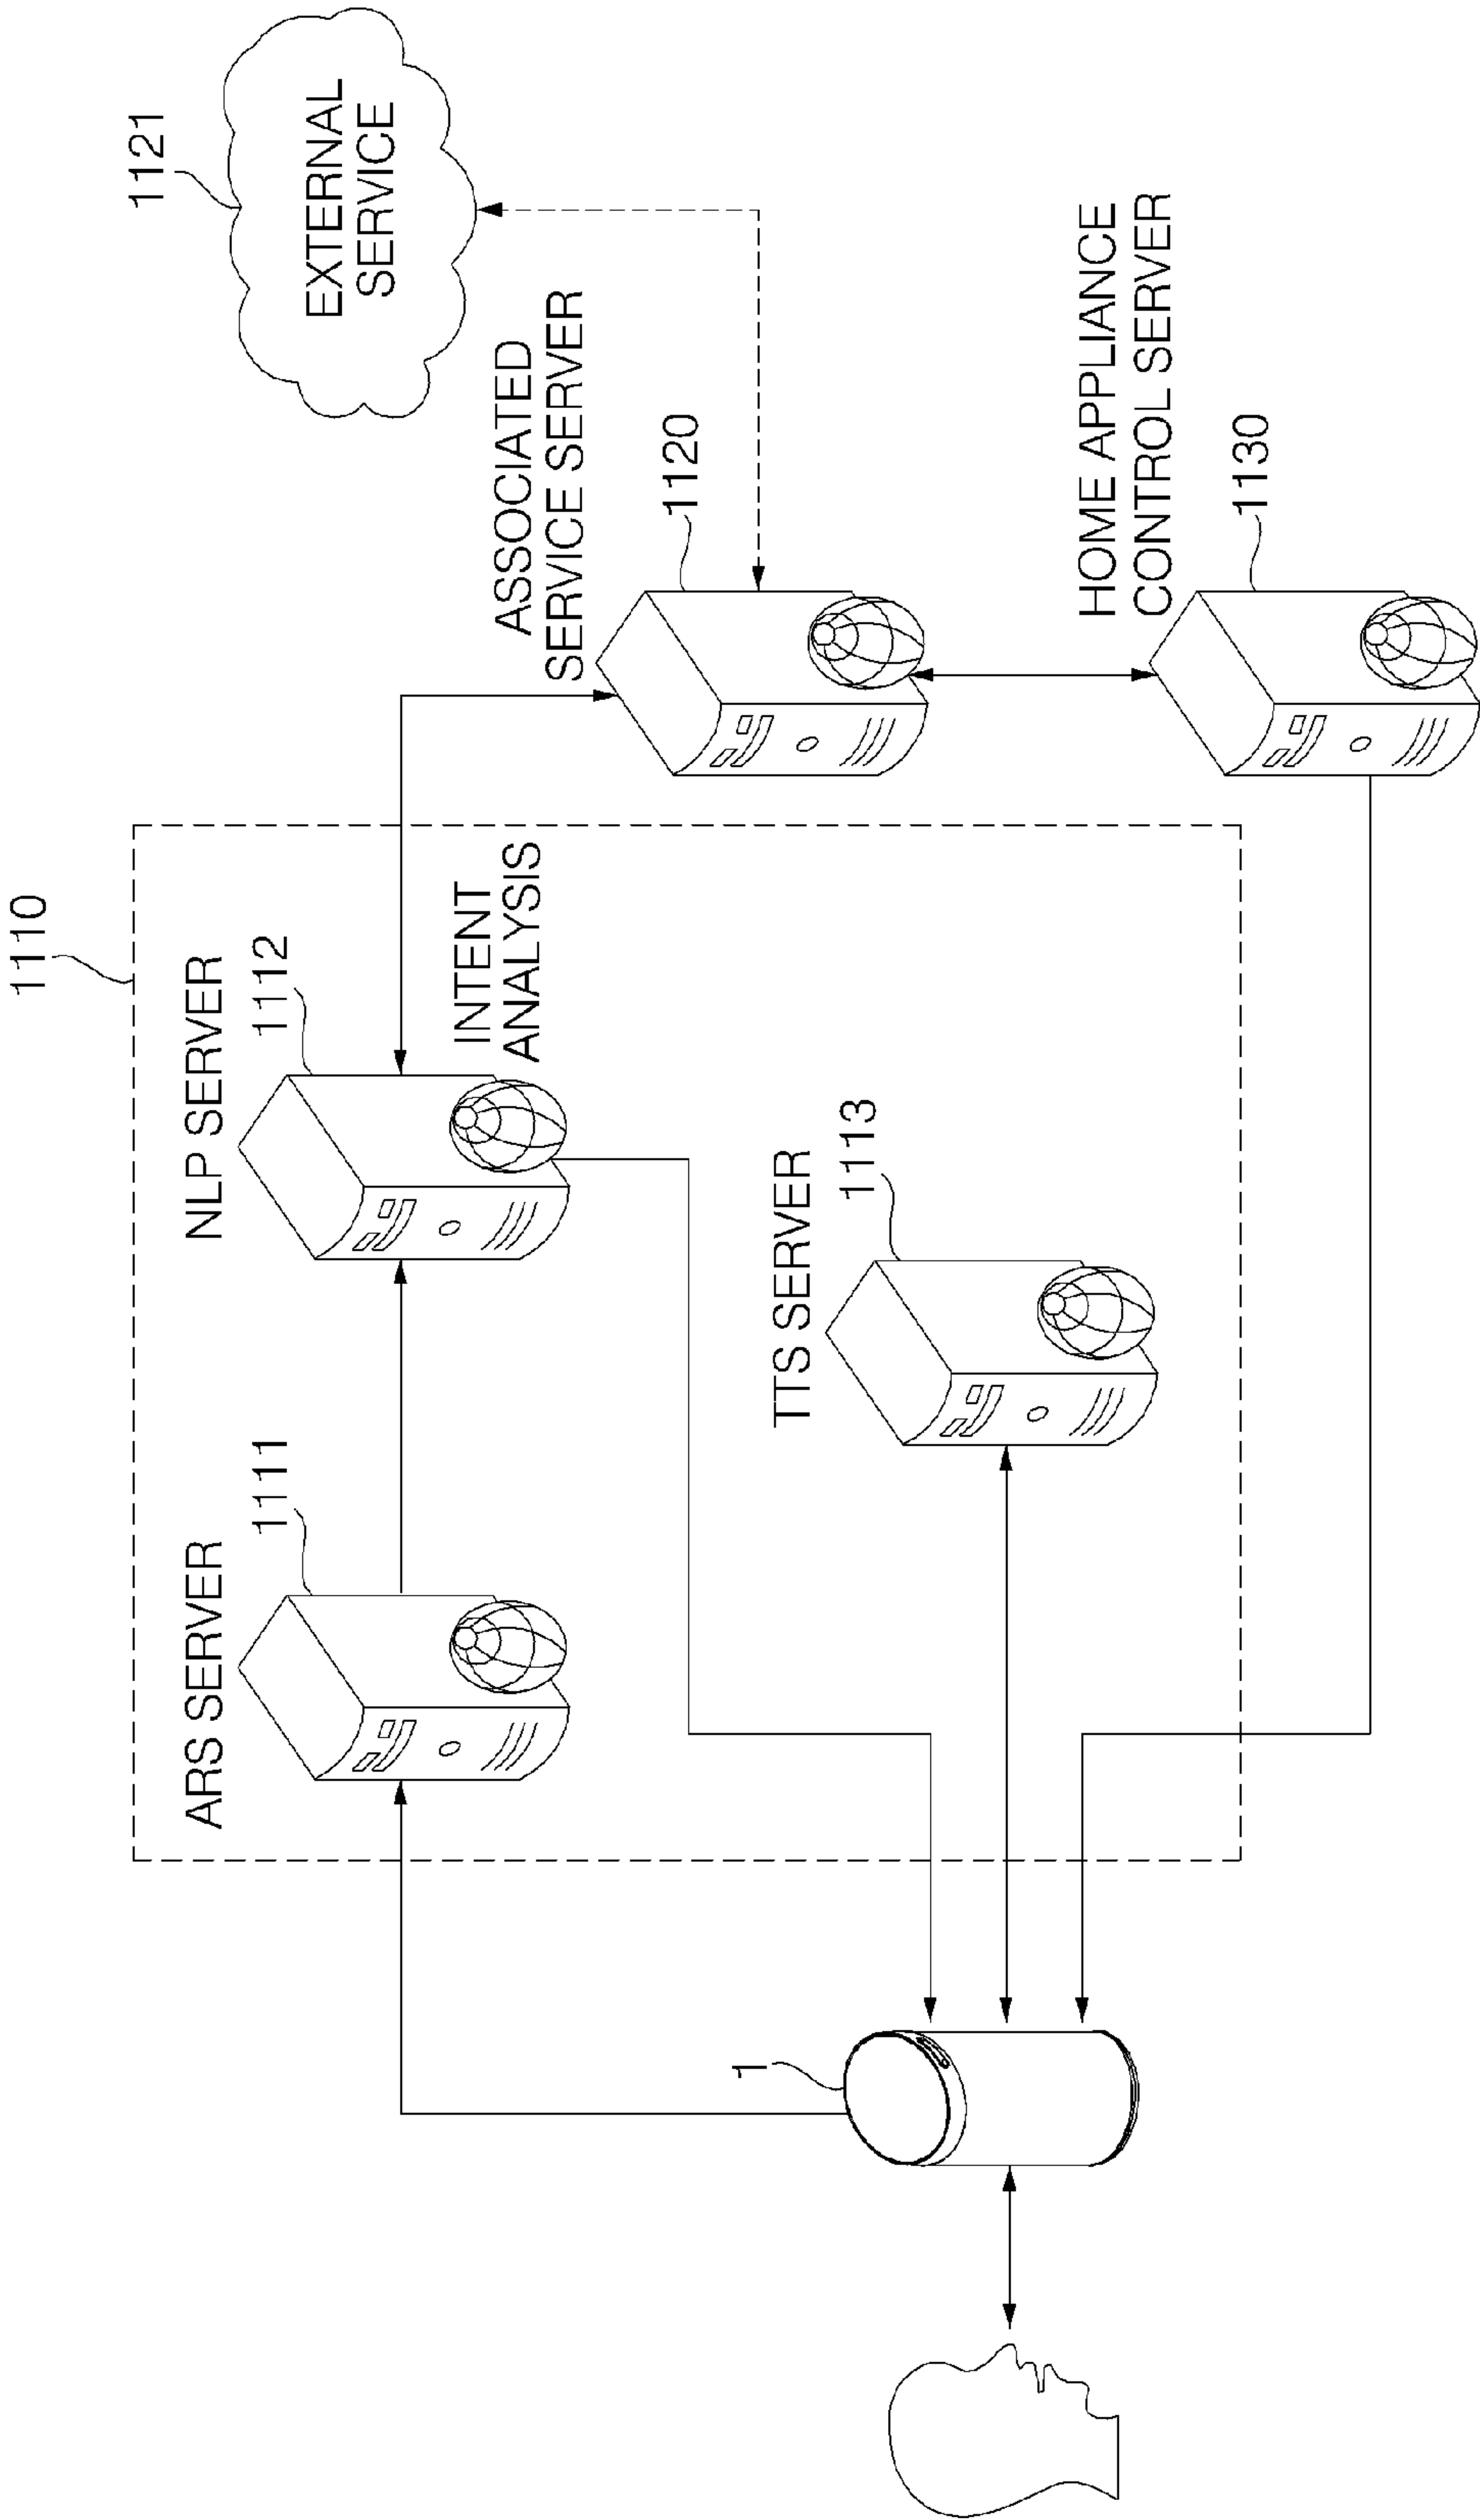 1110
1121
EXTERNAL
SERVICE
ARS SERVER
1111
NLP SERVER
1112
INTENT
ANALYSIS
ASSOCIATED
SERVICE SERVER
1120
1
TTS SERVER
1113
HOME APPLIANCE
CONTROL SERVER
1130